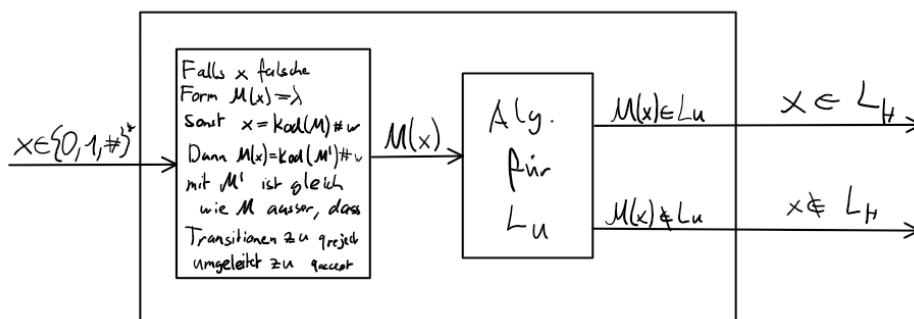 x∈{0,1,#}*
Falls x falsche
Form M(x)=λ
Sonst x=Kod(M)#w
Dann M(x)=Kod(M')#w
mit M' ist gleich
wie M ausser, dass
Transitionen zu qreject
umgeleitet zu qaccept
M(x)
Alg.
für
Lu
M(x)∈Lu
M(x)∉Lu
x∈ LH
x∉ LH